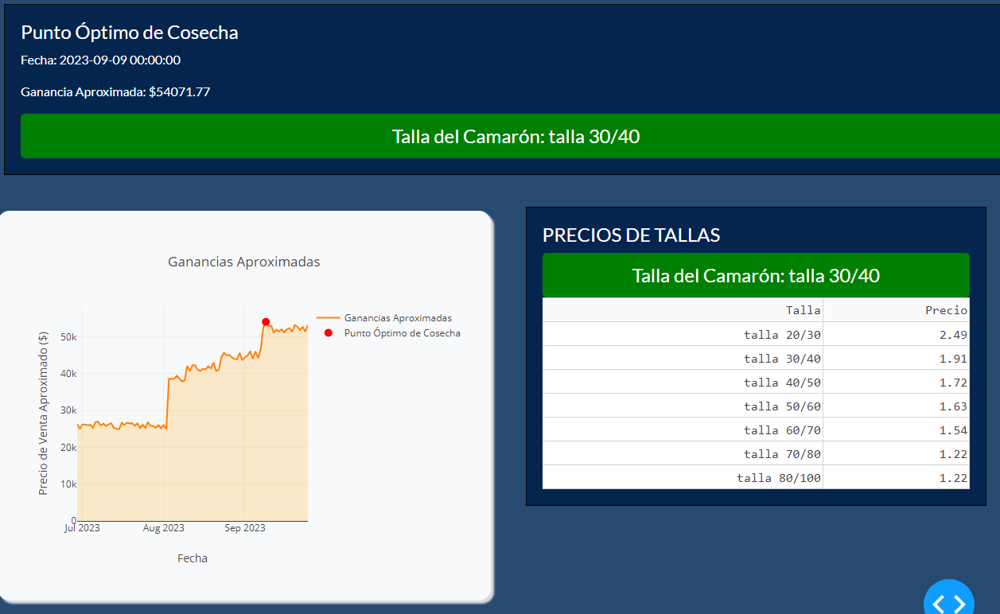 Punto Óptimo de Cosecha
Fecha: 2023-09-09 00:00:00
Ganancia Aproximada: $54071.77
Talla del Camarón: talla 30/40
Ganancias Aproximadas
Ganancias Aproximadas
Punto Óptimo de Cosecha
Precio de Venta Aproximado ($)
50k
40k
30k
20k
10k
0
Jul 2023 Aug 2023 Sep 2023
Fecha
PRECIOS DE TALLAS
Talla del Camarón: talla 30/40
Talla Precio
talla 20/30 2.49
talla 30/40 1.91
talla 40/50 1.72
talla 50/60 1.63
talla 60/70 1.54
talla 70/80 1.22
talla 80/100 1.22